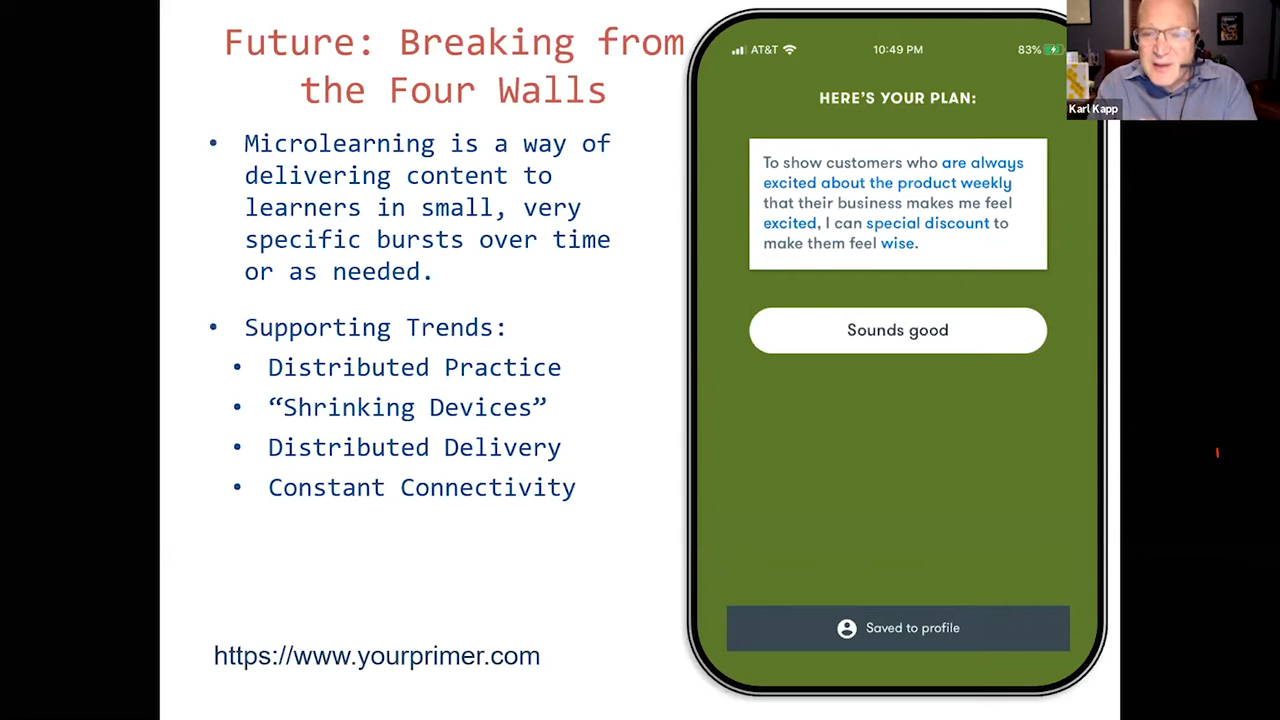 Future: Breaking from
the Four Walls
• Microlearning is a way of
delivering content to
learners in small, very
specific bursts over time
or as needed.
• Supporting Trends:
• Distributed Practice
• “Shrinking Devices”
• Distributed Delivery
• Constant Connectivity
https://www.yourprimer.com
AT&T 10:49 PM 83%
HERE’S YOUR PLAN:
To show customers who are always
excited about the product weekly
that their business makes me feel
excited, I can special discount to
make them feel wise.
Sounds good
Saved to profile
Karl Kapp